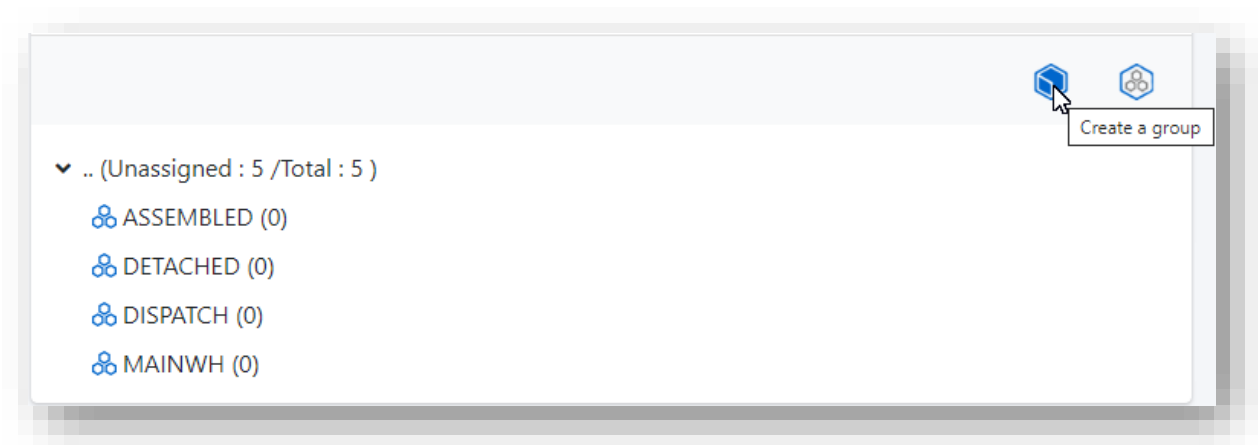 Create a group
.. (Unassigned : 5 /Total : 5 )
ASSEMBLED (0)
DETACHED (0)
DISPATCH (0)
MAINWH (0)